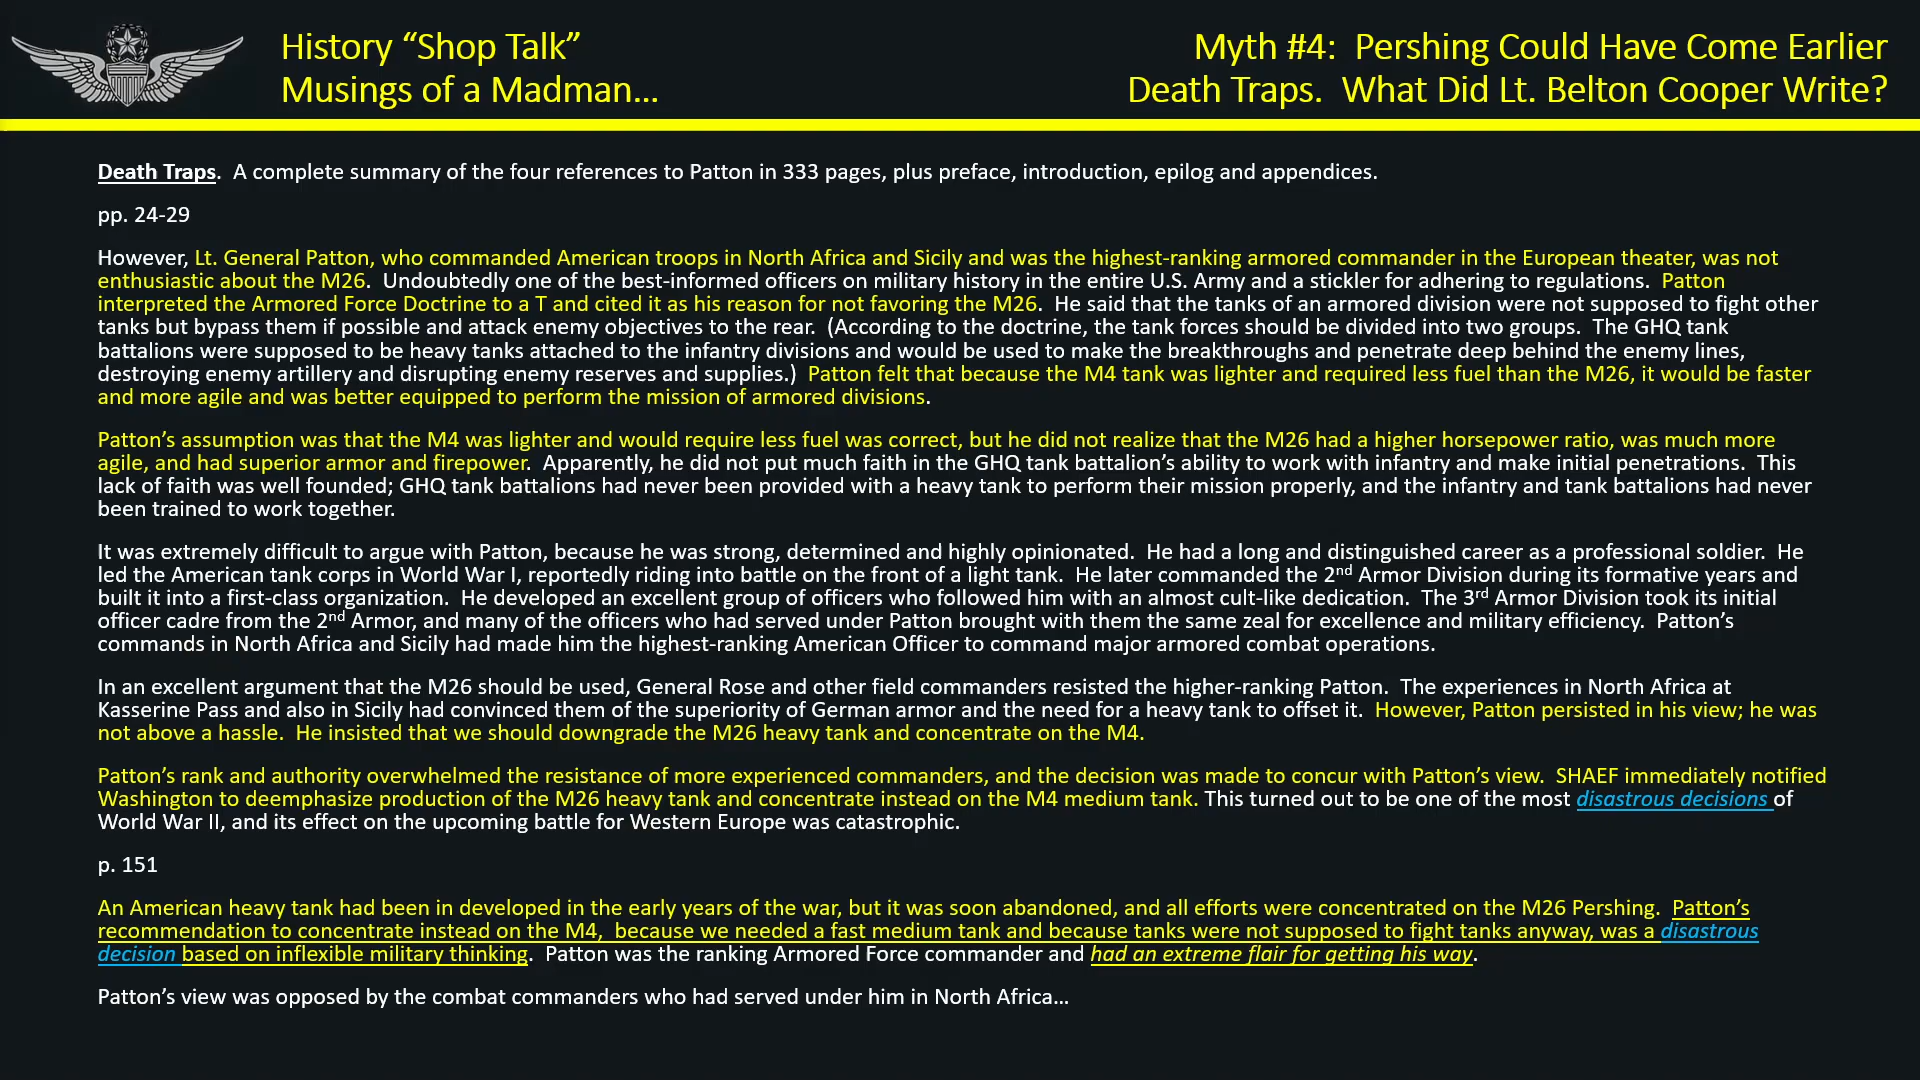 History “Shop Talk”
Musings of a Madman...
Myth #4:  Pershing Could Have Come Earlier
Death Traps.  What Did Lt. Belton Cooper Write?
Death Traps.  A complete summary of the four references to Patton in 333 pages, plus preface, introduction, epilog and appendices.
pp. 24-29
However, Lt. General Patton, who commanded American troops in North Africa and Sicily and was the highest-ranking armored commander in the European theater, was not
enthusiastic about the M26.  Undoubtedly one of the best-informed officers on military history in the entire U.S. Army and a stickler for adhering to regulations.  Patton
interpreted the Armored Force Doctrine to a T and cited it as his reason for not favoring the M26.  He said that the tanks of an armored division were not supposed to fight other
tanks but bypass them if possible and attack enemy objectives to the rear.  (According to the doctrine, the tank forces should be divided into two groups.  The GHQ tank
battalions were supposed to be heavy tanks attached to the infantry divisions and would be used to make the breakthroughs and penetrate deep behind the enemy lines,
destroying enemy artillery and disrupting enemy reserves and supplies.)  Patton felt that because the M4 tank was lighter and required less fuel than the M26, it would be faster
and more agile and was better equipped to perform the mission of armored divisions.
Patton’s assumption was that the M4 was lighter and would require less fuel was correct, but he did not realize that the M26 had a higher horsepower ratio, was much more
agile, and had superior armor and firepower.  Apparently, he did not put much faith in the GHQ tank battalion’s ability to work with infantry and make initial penetrations.  This
lack of faith was well founded; GHQ tank battalions had never been provided with a heavy tank to perform their mission properly, and the infantry and tank battalions had never
been trained to work together.
It was extremely difficult to argue with Patton, because he was strong, determined and highly opinionated.  He had a long and distinguished career as a professional soldier.  He
led the American tank corps in World War I, reportedly riding into battle on the front of a light tank.  He later commanded the 2nd Armor Division during its formative years and
built it into a first-class organization.  He developed an excellent group of officers who followed him with an almost cult-like dedication.  The 3rd Armor Division took its initial
officer cadre from the 2nd Armor, and many of the officers who had served under Patton brought with them the same zeal for excellence and military efficiency.  Patton’s
commands in North Africa and Sicily had made him the highest-ranking American Officer to command major armored combat operations.
In an excellent argument that the M26 should be used, General Rose and other field commanders resisted the higher-ranking Patton.  The experiences in North Africa at
Kasserine Pass and also in Sicily had convinced them of the superiority of German armor and the need for a heavy tank to offset it.  However, Patton persisted in his view; he was
not above a hassle.  He insisted that we should downgrade the M26 heavy tank and concentrate on the M4.
Patton’s rank and authority overwhelmed the resistance of more experienced commanders, and the decision was made to concur with Patton’s view.  SHAEF immediately notified
Washington to deemphasize production of the M26 heavy tank and concentrate instead on the M4 medium tank. This turned out to be one of the most disastrous decisions of
World War II, and its effect on the upcoming battle for Western Europe was catastrophic.
p. 151
An American heavy tank had been in developed in the early years of the war, but it was soon abandoned, and all efforts were concentrated on the M26 Pershing.  Patton’s
recommendation to concentrate instead on the M4,  because we needed a fast medium tank and because tanks were not supposed to fight tanks anyway, was a disastrous
decision based on inflexible military thinking.  Patton was the ranking Armored Force commander and had an extreme flair for getting his way.
Patton’s view was opposed by the combat commanders who had served under him in North Africa...